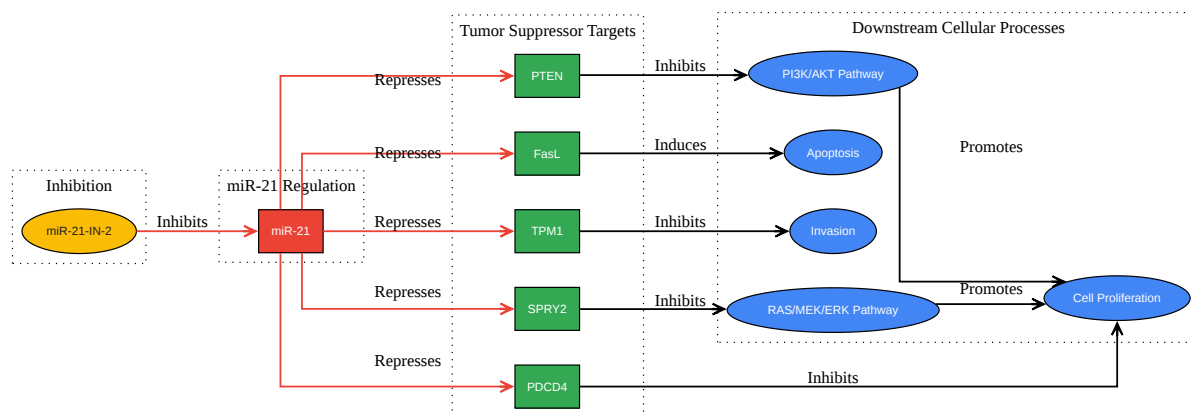 Tumor Suppressor Targets
Downstream Cellular Processes
Represses
PTEN
Inhibits
PI3K/AKT Pathway
Represses
FasL
Induces
Apoptosis
Promotes
Inhibition
miR-21 Regulation
miR-21-IN-2
Inhibits
miR-21
Represses
TPM1
Inhibits
Invasion
Represses
SPRY2
Inhibits
RAS/MEK/ERK Pathway
Promotes
Cell Proliferation
Represses
PDCD4
Inhibits